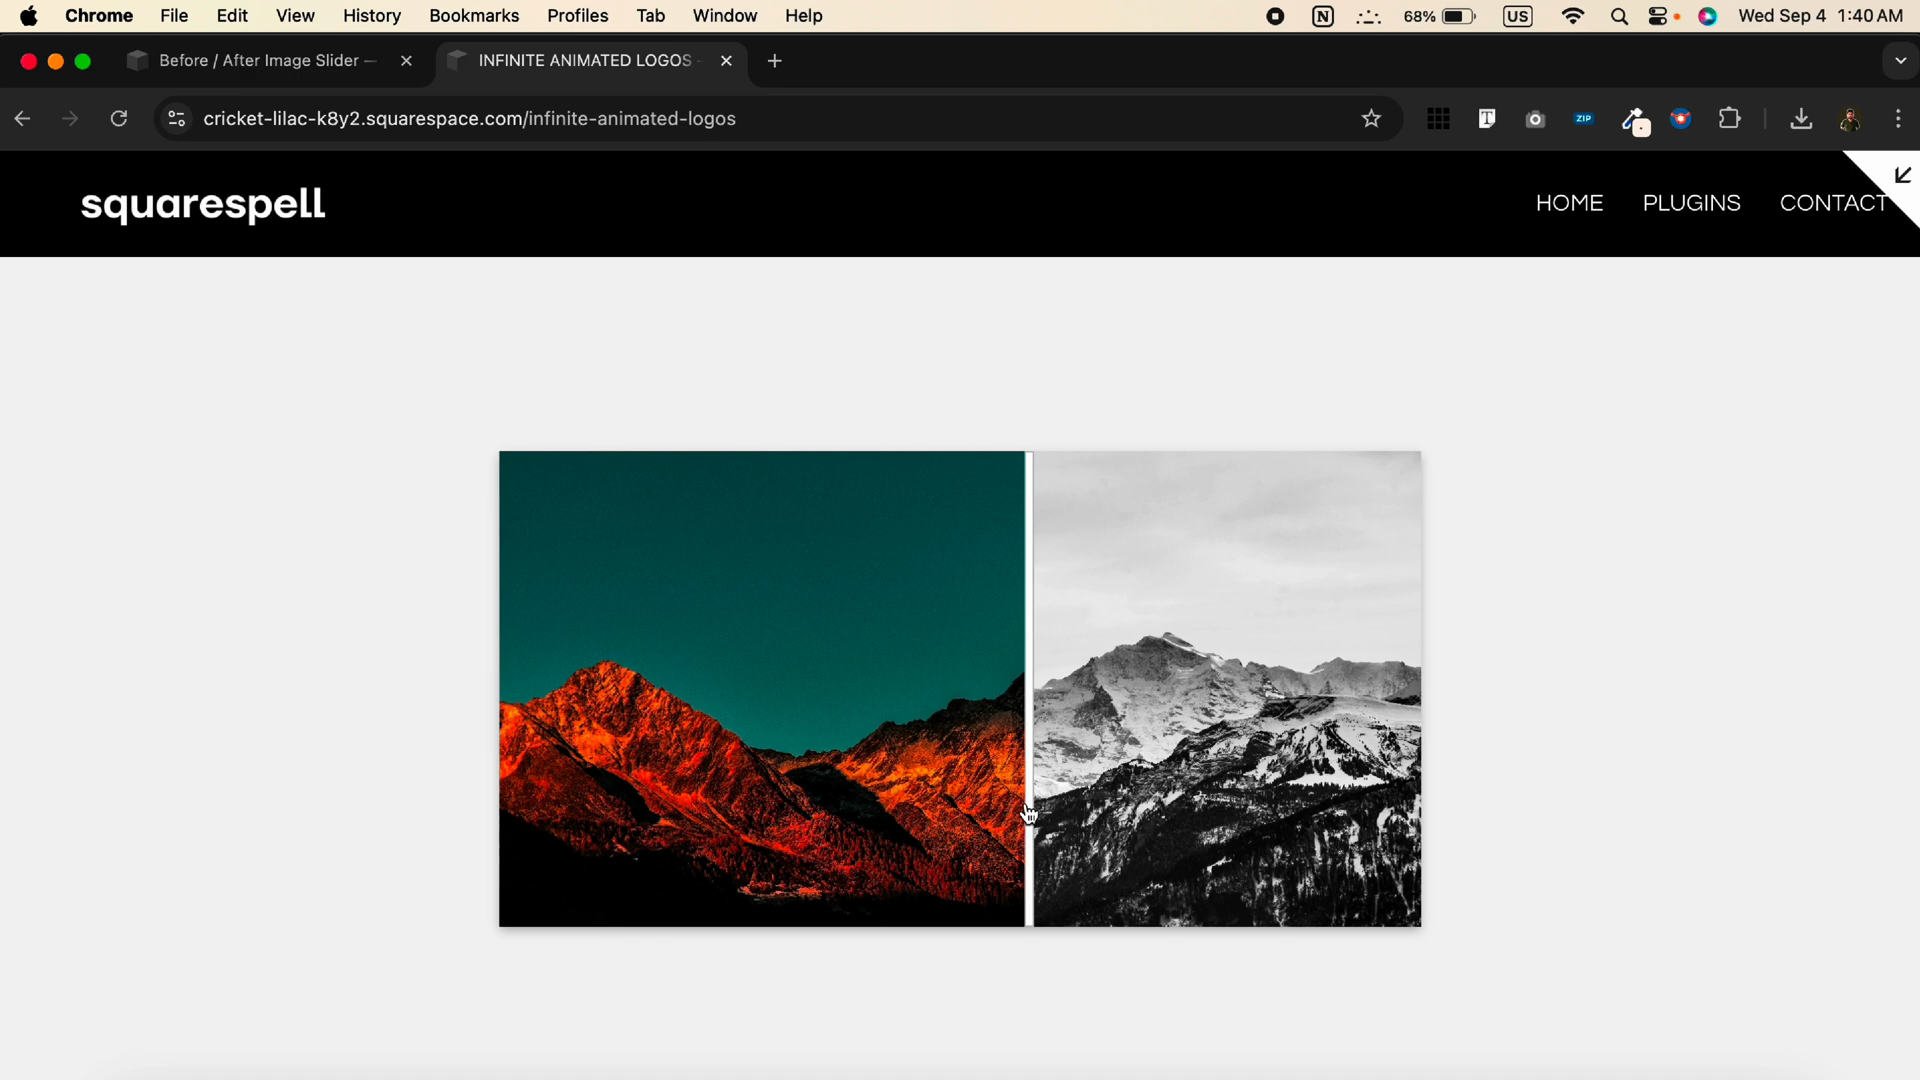 Chrome File Edit View History Bookmarks Profiles Tab Window Help N 68% US Wed Sep 4 1:40 AM
Before / After Image Slider — INFINITE ANIMATED LOGOS
cricket-lilac-k8y2.squarespace.com/infinite-animated-logos T ZIP
squarespell HOME PLUGINS CONTACT